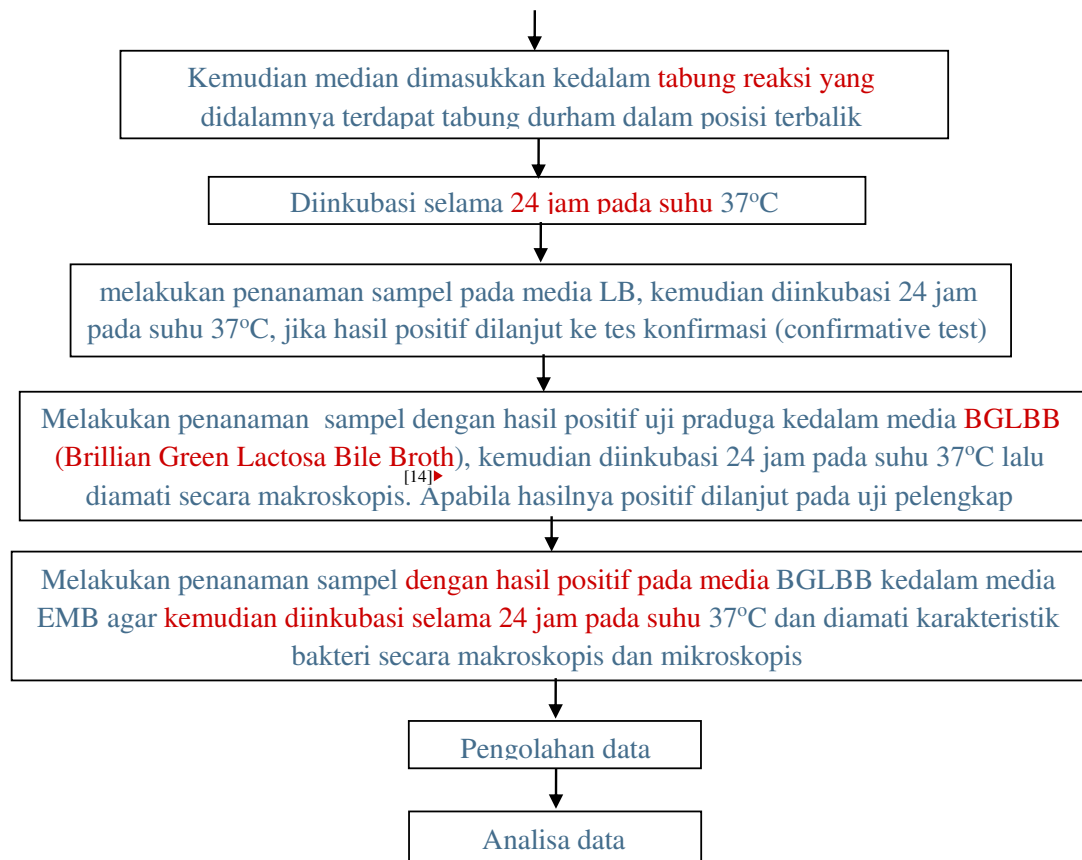 Kemudian median dimasukkan kedalam tabung reaksi yang
didalamnya terdapat tabung durham dalam posisi terbalik
Diinkubasi selama 24 jam pada suhu 37°C
melakukan penanaman sampel pada media LB, kemudian diinkubasi 24 jam
pada suhu 37°C, jika hasil positif dilanjut ke tes konfirmasi (confirmative test)
Melakukan penanaman sampel dengan hasil positif uji praduga kedalam media BGLBB
(Brillian Green Lactosa Bile Broth), kemudian diinkubasi 24 jam pada suhu 37°C lalu
diamati secara makroskopis.[14] Apabila hasilnya positif dilanjut pada uji pelengkap
Melakukan penanaman sampel dengan hasil positif pada media BGLBB kedalam media
EMB agar kemudian diinkubasi selama 24 jam pada suhu 37°C dan diamati karakteristik
bakteri secara makroskopis dan mikroskopis
Pengolahan data
Analisa data